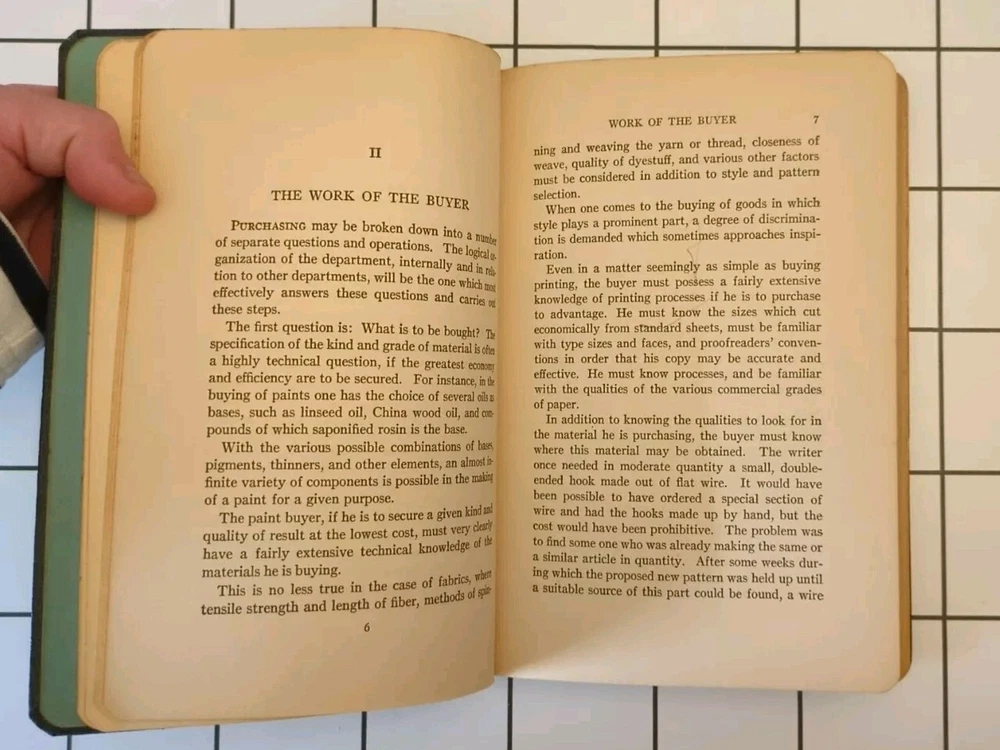 II
THE WORK OF THE BUYER
PURCHASING may be broken down into a number
of separate questions and operations. The logical or-
ganization of the department, internally and in rela-
tion to other departments, will be the one which most
effectively answers these questions and carries out
these steps.
The first question is: What is to be bought? The
specification of the kind and grade of material is often
a highly technical question, if the greatest economy
and efficiency are to be secured. For instance, in the
buying of paints one has the choice of several oils as
bases, such as linseed oil, China wood oil, and com-
pounds of which saponified rosin is the base.
With the various possible combinations of bases,
pigments, thinners, and other elements, an almost in-
finite variety of components is possible in the making
of a paint for a given purpose.
The paint buyer, if he is to secure a given kind and
quality of result at the lowest cost, must very clearly
have a fairly extensive technical knowledge of the
materials he is buying.
This is no less true in the case of fabrics, where
tensile strength and length of fiber, methods of spin-
6
WORK OF THE BUYER 7
ning and weaving the yarn or thread, closeness of
weave, quality of dyestuff, and various other factors
must be considered in addition to style and pattern
selection.
When one comes to the buying of goods in which
style plays a prominent part, a degree of discrimina-
tion is demanded which sometimes approaches inspi-
ration.
Even in a matter seemingly as simple as buying
printing, the buyer must possess a fairly extensive
knowledge of printing processes if he is to purchase
to advantage. He must know the sizes which cut
economically from standard sheets, must be familiar
with type sizes and faces, and proofreaders' conven-
tions in order that his copy may be accurate and
effective. He must know processes, and be familiar
with the qualities of the various commercial grades
of paper.
In addition to knowing the qualities to look for in
the material he is purchasing, the buyer must know
where this material may be obtained. The writer
once needed in moderate quantity a small, double-
ended hook made out of flat wire. It would have
been possible to have ordered a special section of
wire and had the hooks made up by hand, but the
cost would have been prohibitive. The problem was
to find some one who was already making the same or
a similar article in quantity. After some weeks dur-
ing which the proposed new pattern was held up until
a suitable source of this part could be found, a wire